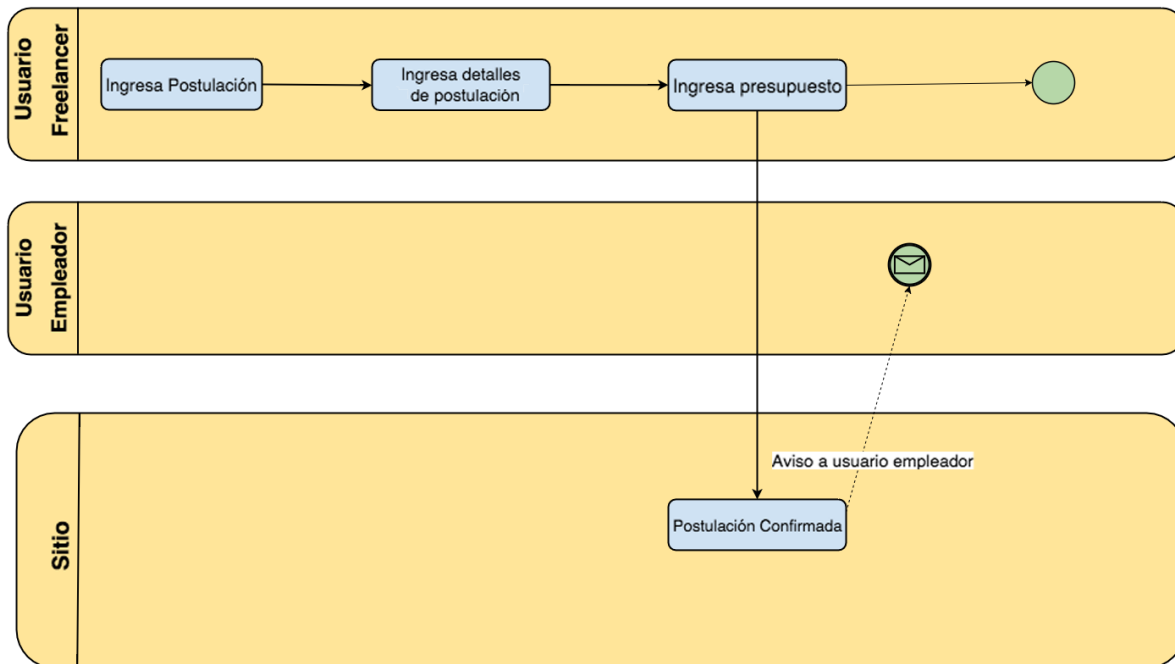 Usuario
Freelancer
Ingresa Postulación
Ingresa detalles
de postulación
Ingresa presupuesto
Usuario
Empleador
Aviso a usuario empleador
Sitio
Postulación Confirmada